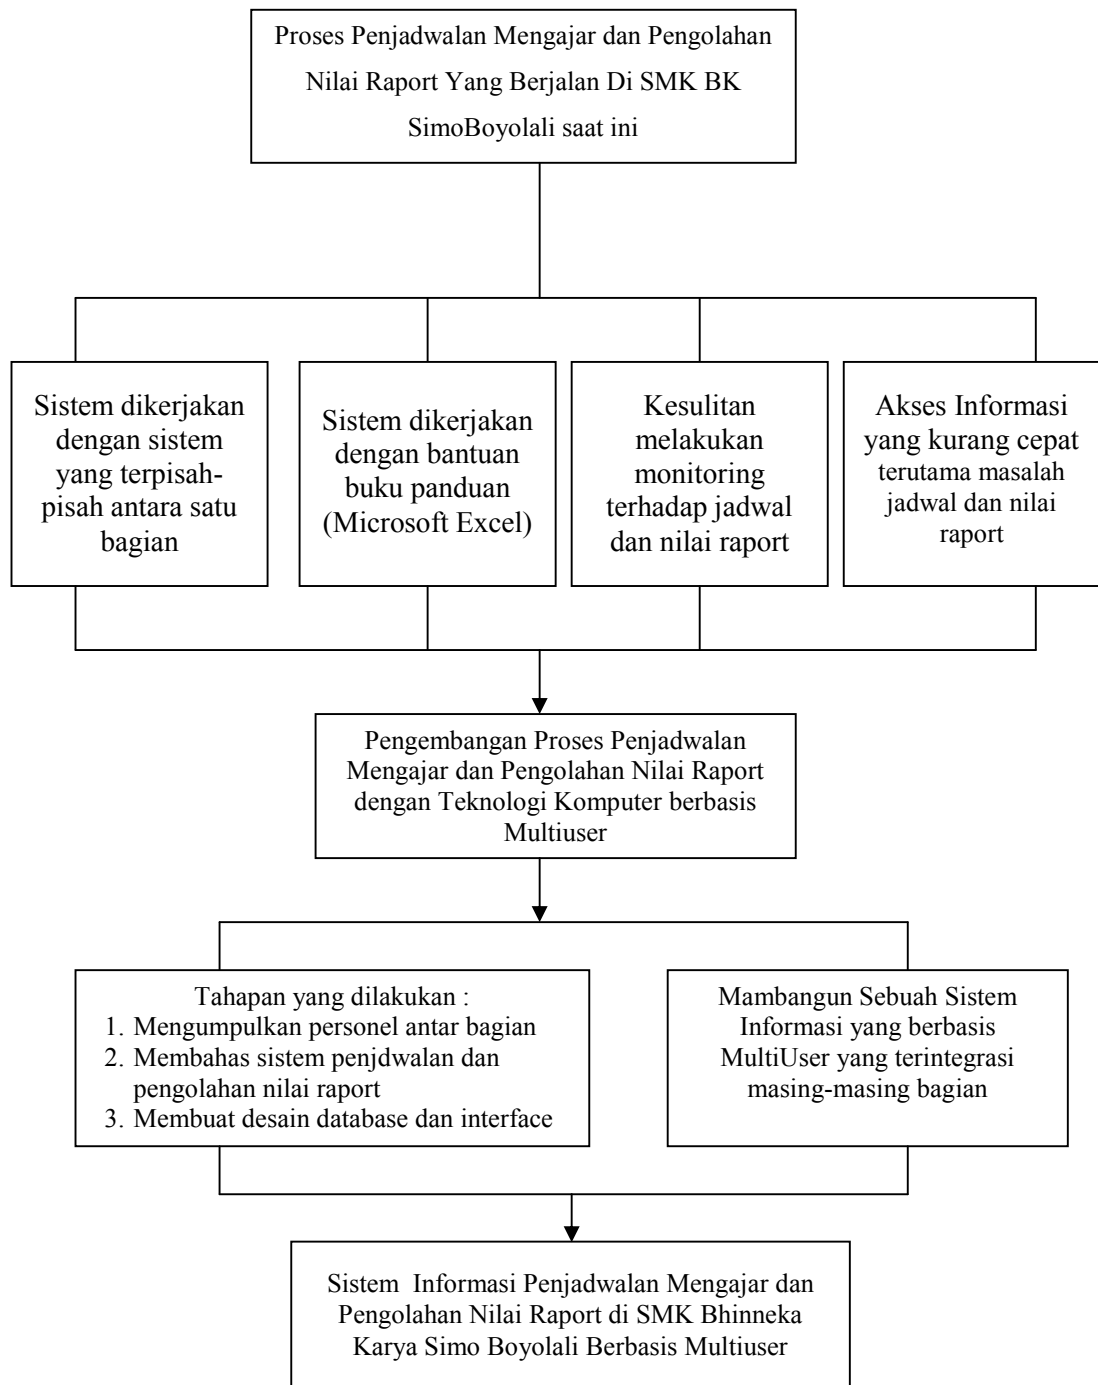 Proses Penjadwalan Mengajar dan Pengolahan
Nilai Raport Yang Berjalan Di SMK BK
SimoBoyolali saat ini
Sistem dikerjakan
dengan sistem
yang terpisah-
pisah antara satu
bagian
Sistem dikerjakan
dengan bantuan
buku panduan
(Microsoft Excel)
Kesulitan
melakukan
monitoring
terhadap jadwal
dan nilai raport
Akses Informasi
yang kurang cepat
terutama masalah
jadwal dan nilai
raport
Pengembangan Proses Penjadwalan
Mengajar dan Pengolahan Nilai Raport
dengan Teknologi Komputer berbasis
Multiuser
Tahapan yang dilakukan :
1. Mengumpulkan personel antar bagian
2. Membahas sistem penjdwalan dan
pengolahan nilai raport
3. Membuat desain database dan interface
Mambangun Sebuah Sistem
Informasi yang berbasis
MultiUser yang terintegrasi
masing-masing bagian
Sistem Informasi Penjadwalan Mengajar dan
Pengolahan Nilai Raport di SMK Bhinneka
Karya Simo Boyolali Berbasis Multiuser